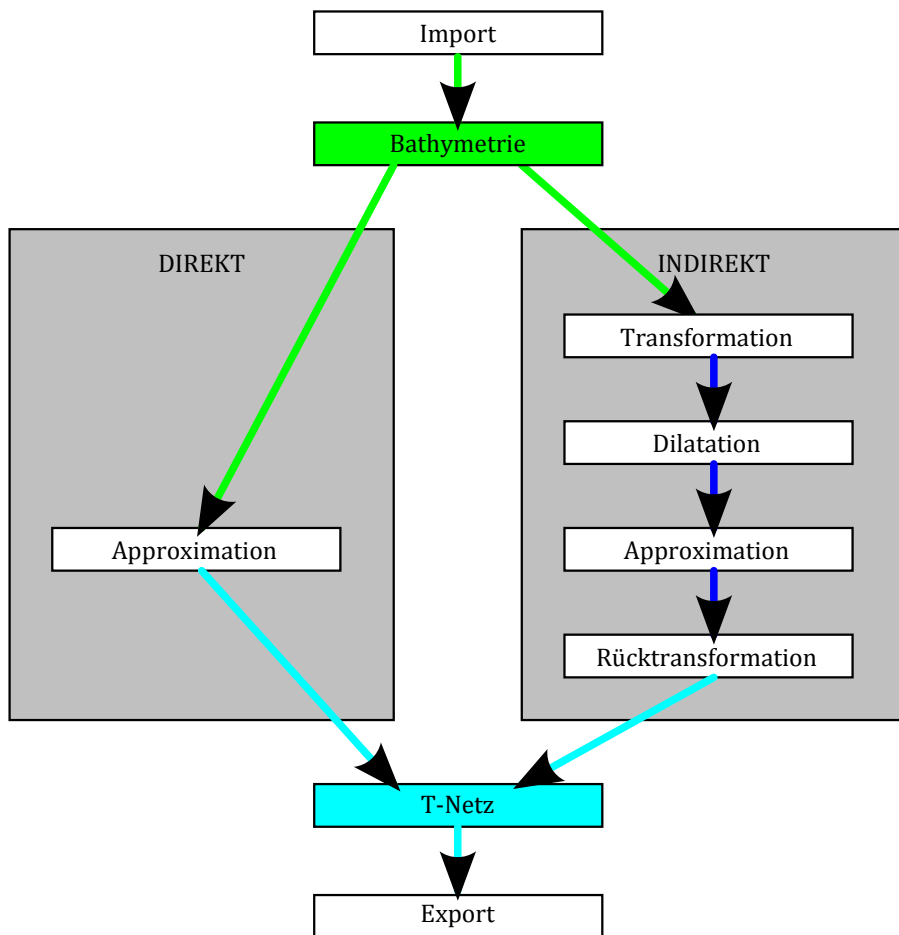 Import
Bathymetrie
DIREKT
INDIREKT
Transformation
Dilatation
Approximation
Approximation
Rücktransformation
T-Netz
Export